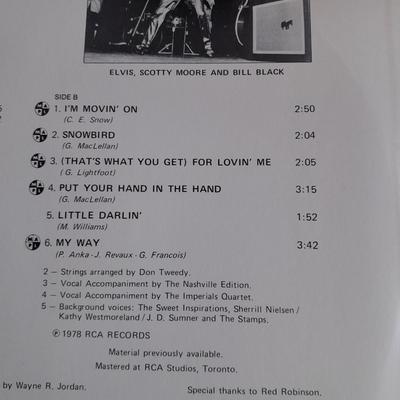 ELVIS, SCOTTY MOORE AND BILL BLACK
SIDE B
1. I'M MOVIN' ON 2:50
(C. E. Snow)
2. SNOWBIRD 2:04
(G. MacLellan)
3. (THAT'S WHAT YOU GET) FOR LOVIN' ME 2:05
(G. Lightfoot)
4. PUT YOUR HAND IN THE HAND 3:15
(G. MacLellan)
5. LITTLE DARLIN' 1:52
(M. Williams)
6. MY WAY 3:42
(P. Anka - J. Revaux - G. Francois)
2 — Strings arranged by Don Tweedy.
3 — Vocal Accompaniment by The Nashville Edition.
4 — Vocal Accompaniment by The Imperials Quartet.
5 — Background voices: The Sweet Inspirations, Sherrill Nielsen/
Kathy Westmoreland/J. D. Sumner and The Stamps.
℗ 1978 RCA RECORDS
Material previously available.
Mastered at RCA Studios, Toronto.
by Wayne R. Jordan. Special thanks to Red Robinson.